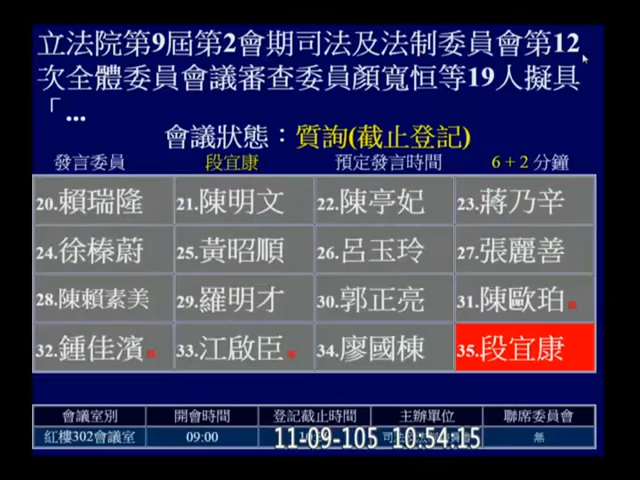 立法院第9屆第2會期司法及法制委員會第12
次全體委員會議審查委員顏寬恒等19人擬具
「...
會議狀態：質詢(截止登記)
發言委員 段宜康 預定發言時間 6+2 分鐘
20.賴瑞隆 21.陳明文 22.陳亭妃 23.蔣乃辛
24.徐榛蔚 25.黃昭順 26.呂玉玲 27.張麗善
28.陳賴素美 29.羅明才 30.郭正亮 31.陳歐珀
32.鍾佳濱 33.江啟臣 34.廖國棟 35.段宜康
會議室別 開會時間 登記截止時間 主辦單位 聯席委員會
紅樓302會議室 09:00 無
11-09-105 10:54:15